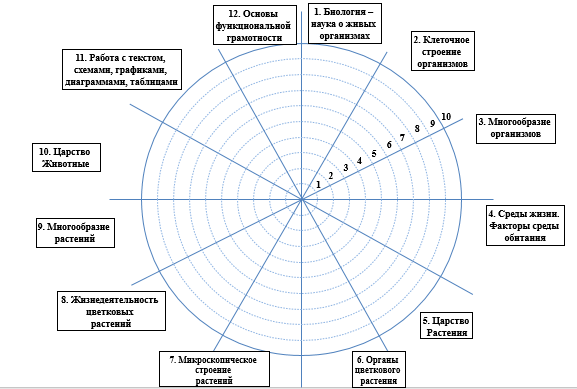 1. Биология –
наука о живых
организмах
2. Клеточное
строение
организмов
3. Многообразие
организмов
4. Среды жизни.
Факторы среды
обитания
5. Царство
Растения
6. Органы
цветкового
растения
7. Микроскопическое
строение
растений
8. Жизнедеятельность
цветковых
растений
9. Многообразие
растений
10. Царство
Животные
11. Работа с текстом,
схемами, графиками,
диаграммами, таблицами
12. Основы
функциональной
грамотности
1
2
3
4
5
6
7
8
9
10